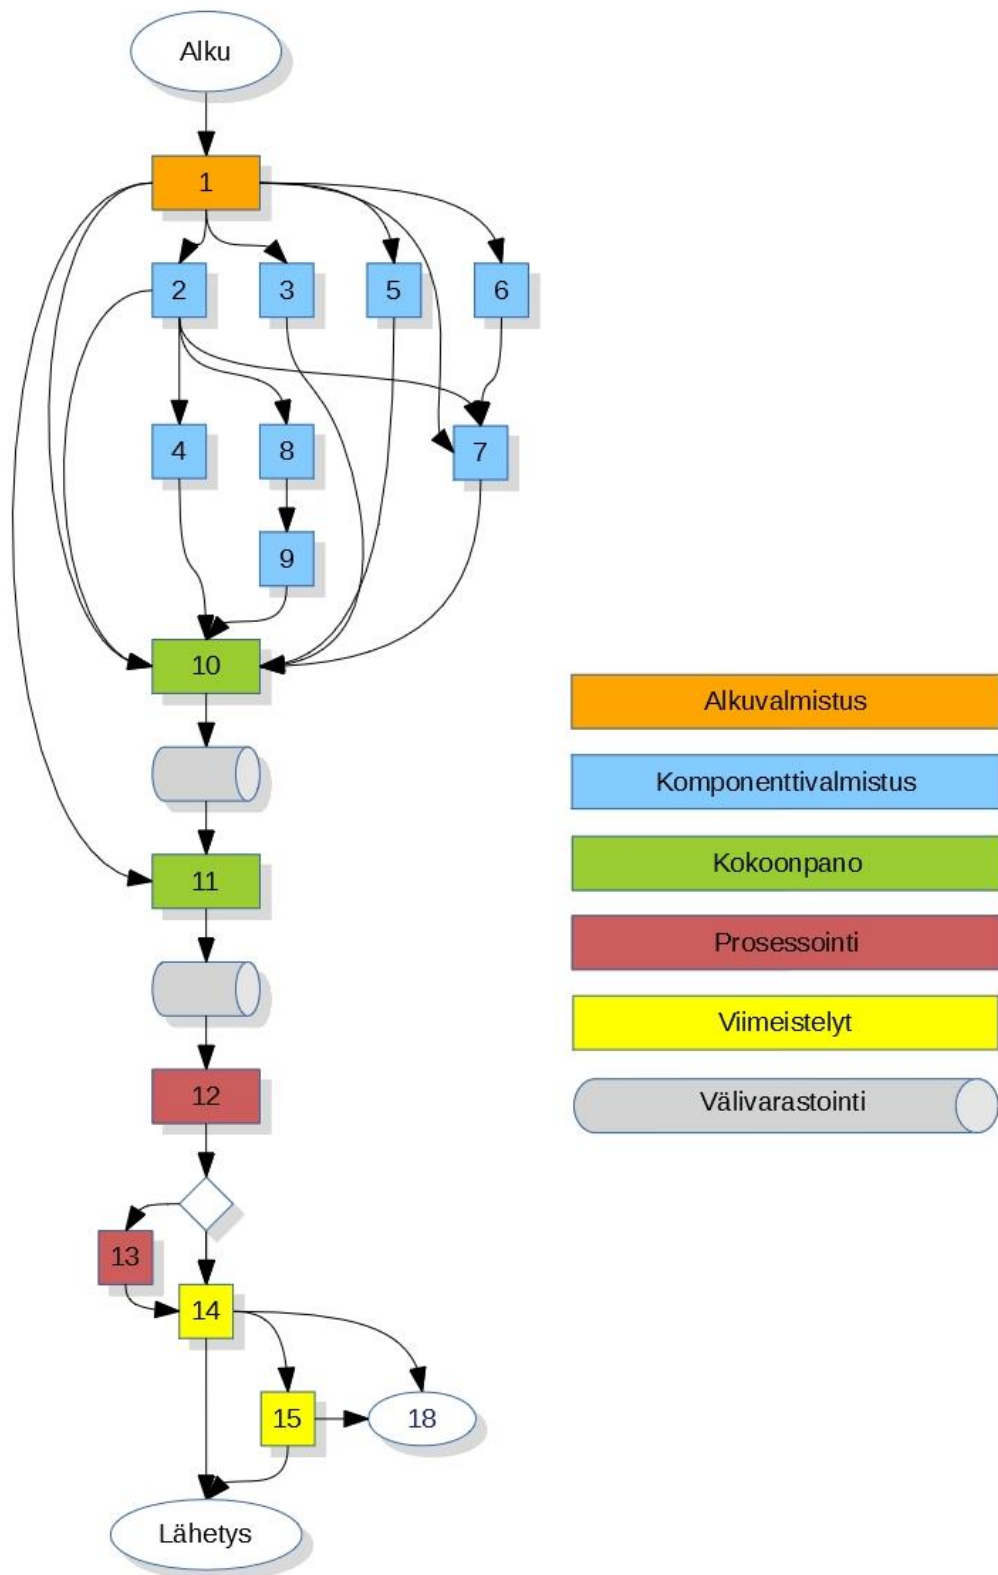 Alku
1
2
3
5
6
4
8
7
9
10
Alkuvalmistus
Komponenttivalmistus
11
Kokoonpano
Prosessointi
Viimeistelyt
12
Välivarastointi
13
14
15
18
Lähetys